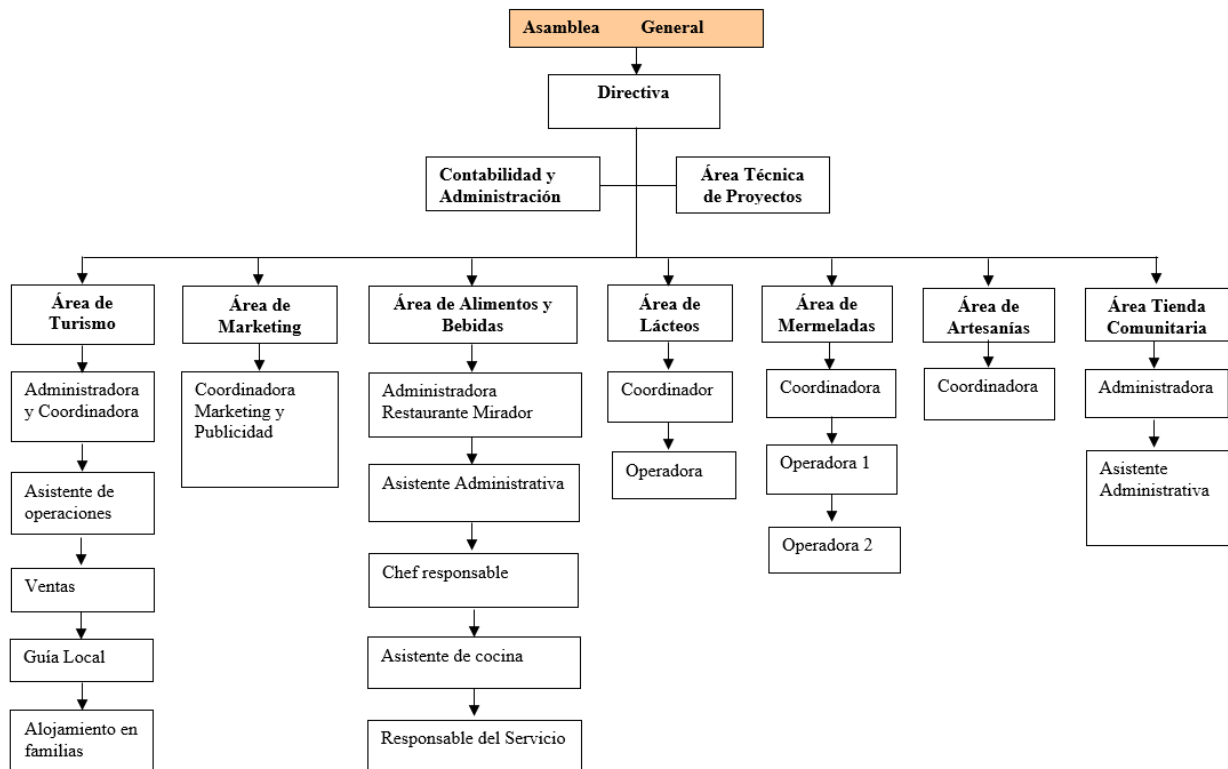 Asamblea General
Directiva
Contabilidad y
Administración
Área Técnica
de Proyectos
Área de
Turismo
Área de
Marketing
Área de Alimentos y
Bebidas
Área de
Lácteos
Área de
Mermeladas
Área de
Artesanías
Área Tienda
Comunitaria
Administradora
y Coordinadora
Coordinadora
Marketing y
Publicidad
Administradora
Restaurante Mirador
Coordinador
Coordinadora
Coordinadora
Administradora
Asistente de
operaciones
Asistente Administrativa
Operadora
Operadora 1
Asistente
Administrativa
Ventas
Chef responsable
Operadora 2
Guía Local
Asistente de cocina
Alojamiento en
familias
Responsable del Servicio